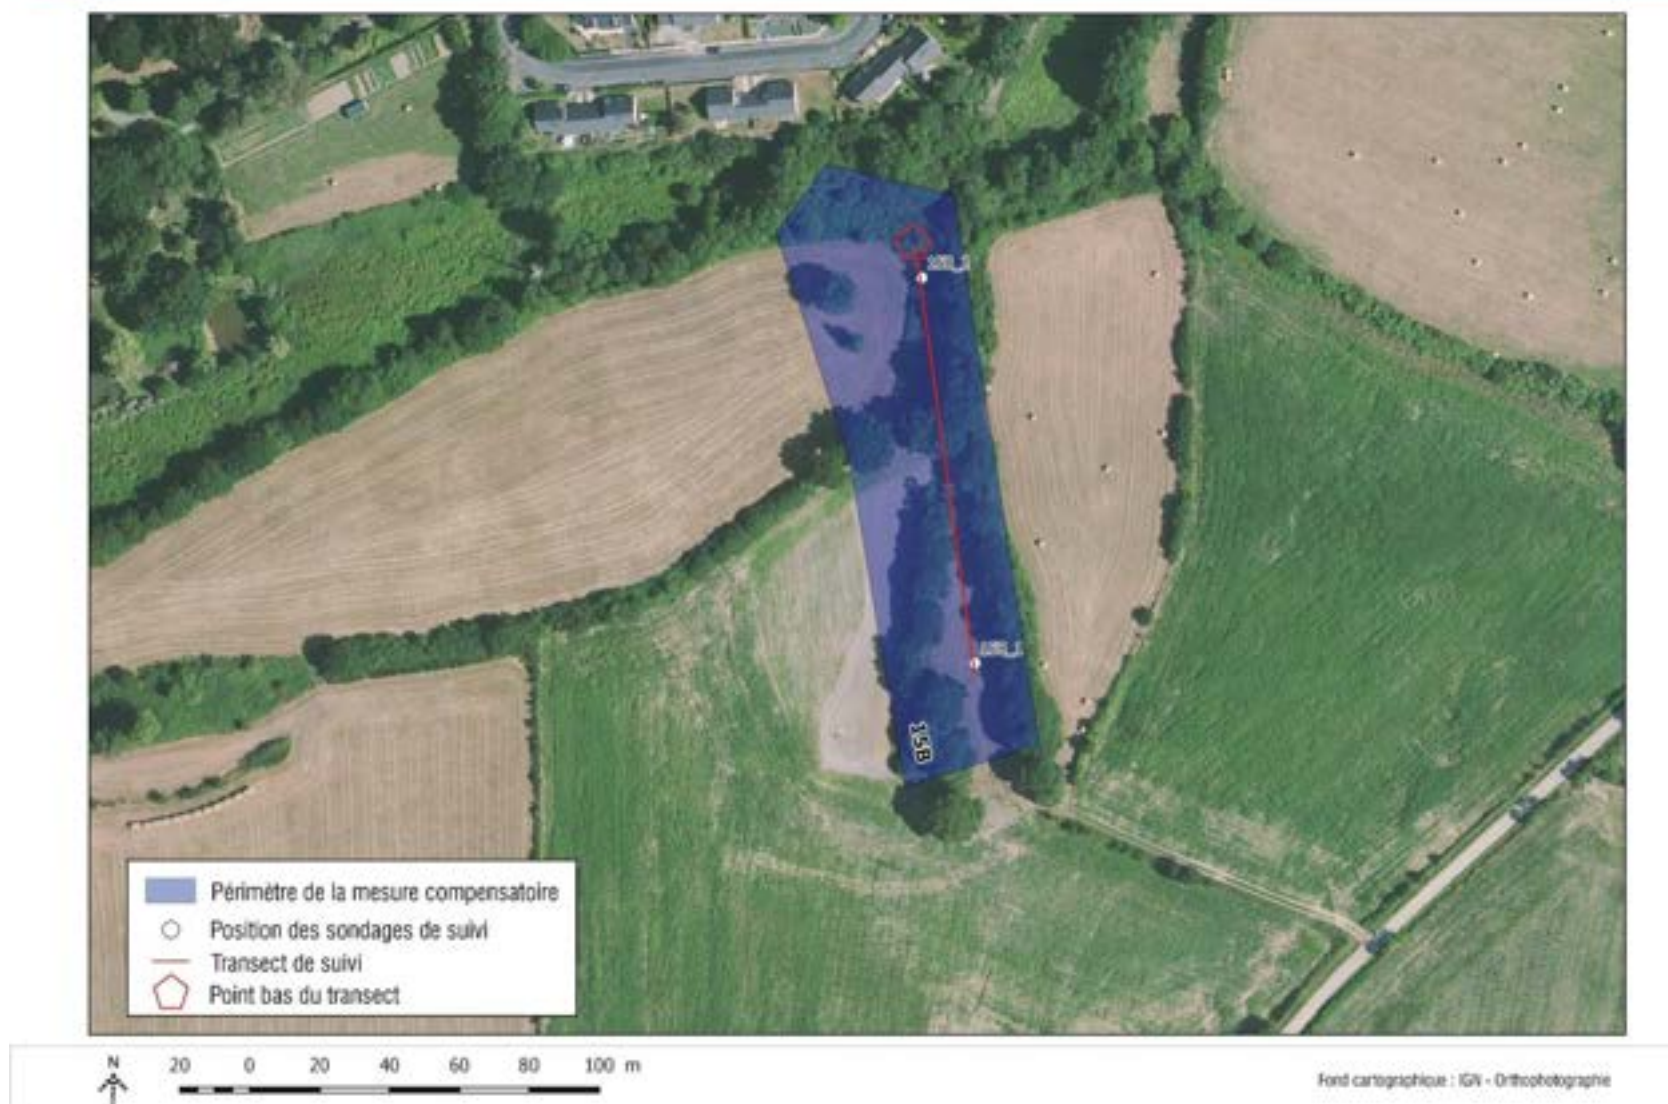 15B
Périmètre de la mesure compensatoire
Position des sondages de suivi
Transect de suivi
Point bas du transect
N
20 0 20 40 60 80 100 m
Fond cartographique : IGN - Orthophotographie